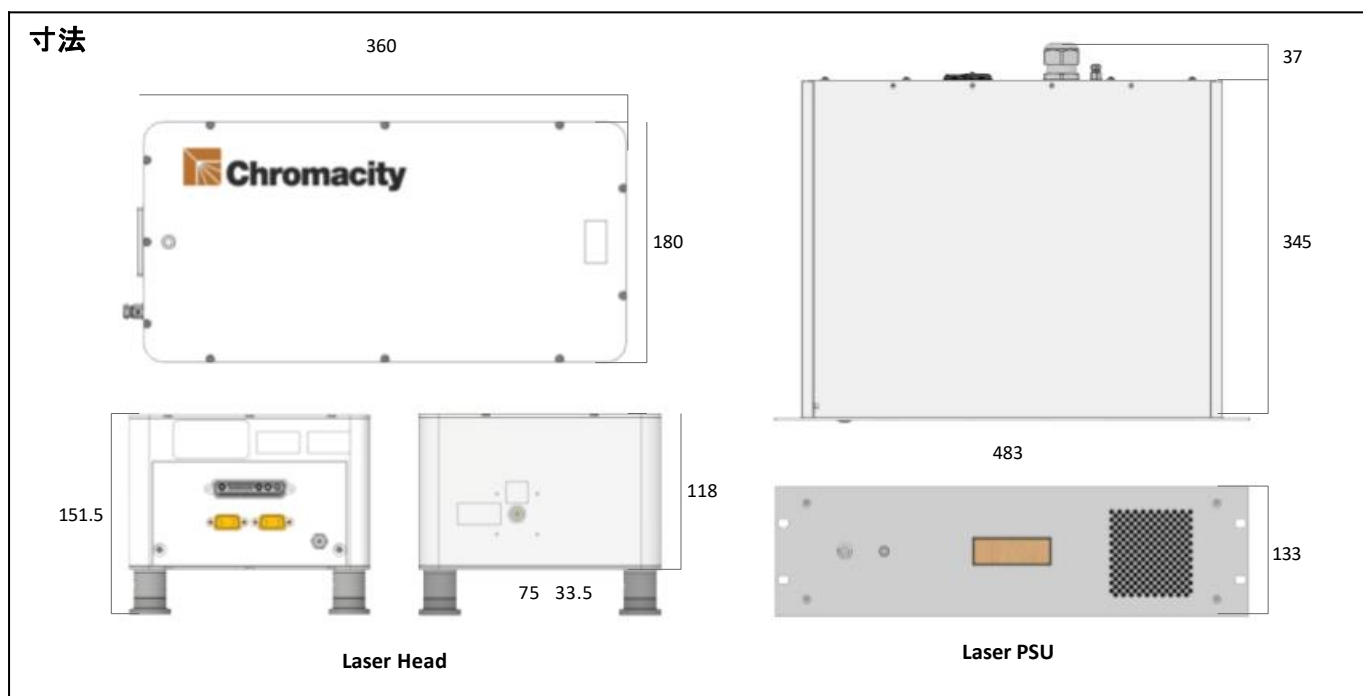 寸法
360
37
Chromacity
180
345
483
151.5
118
133
75 33.5
Laser Head
Laser PSU